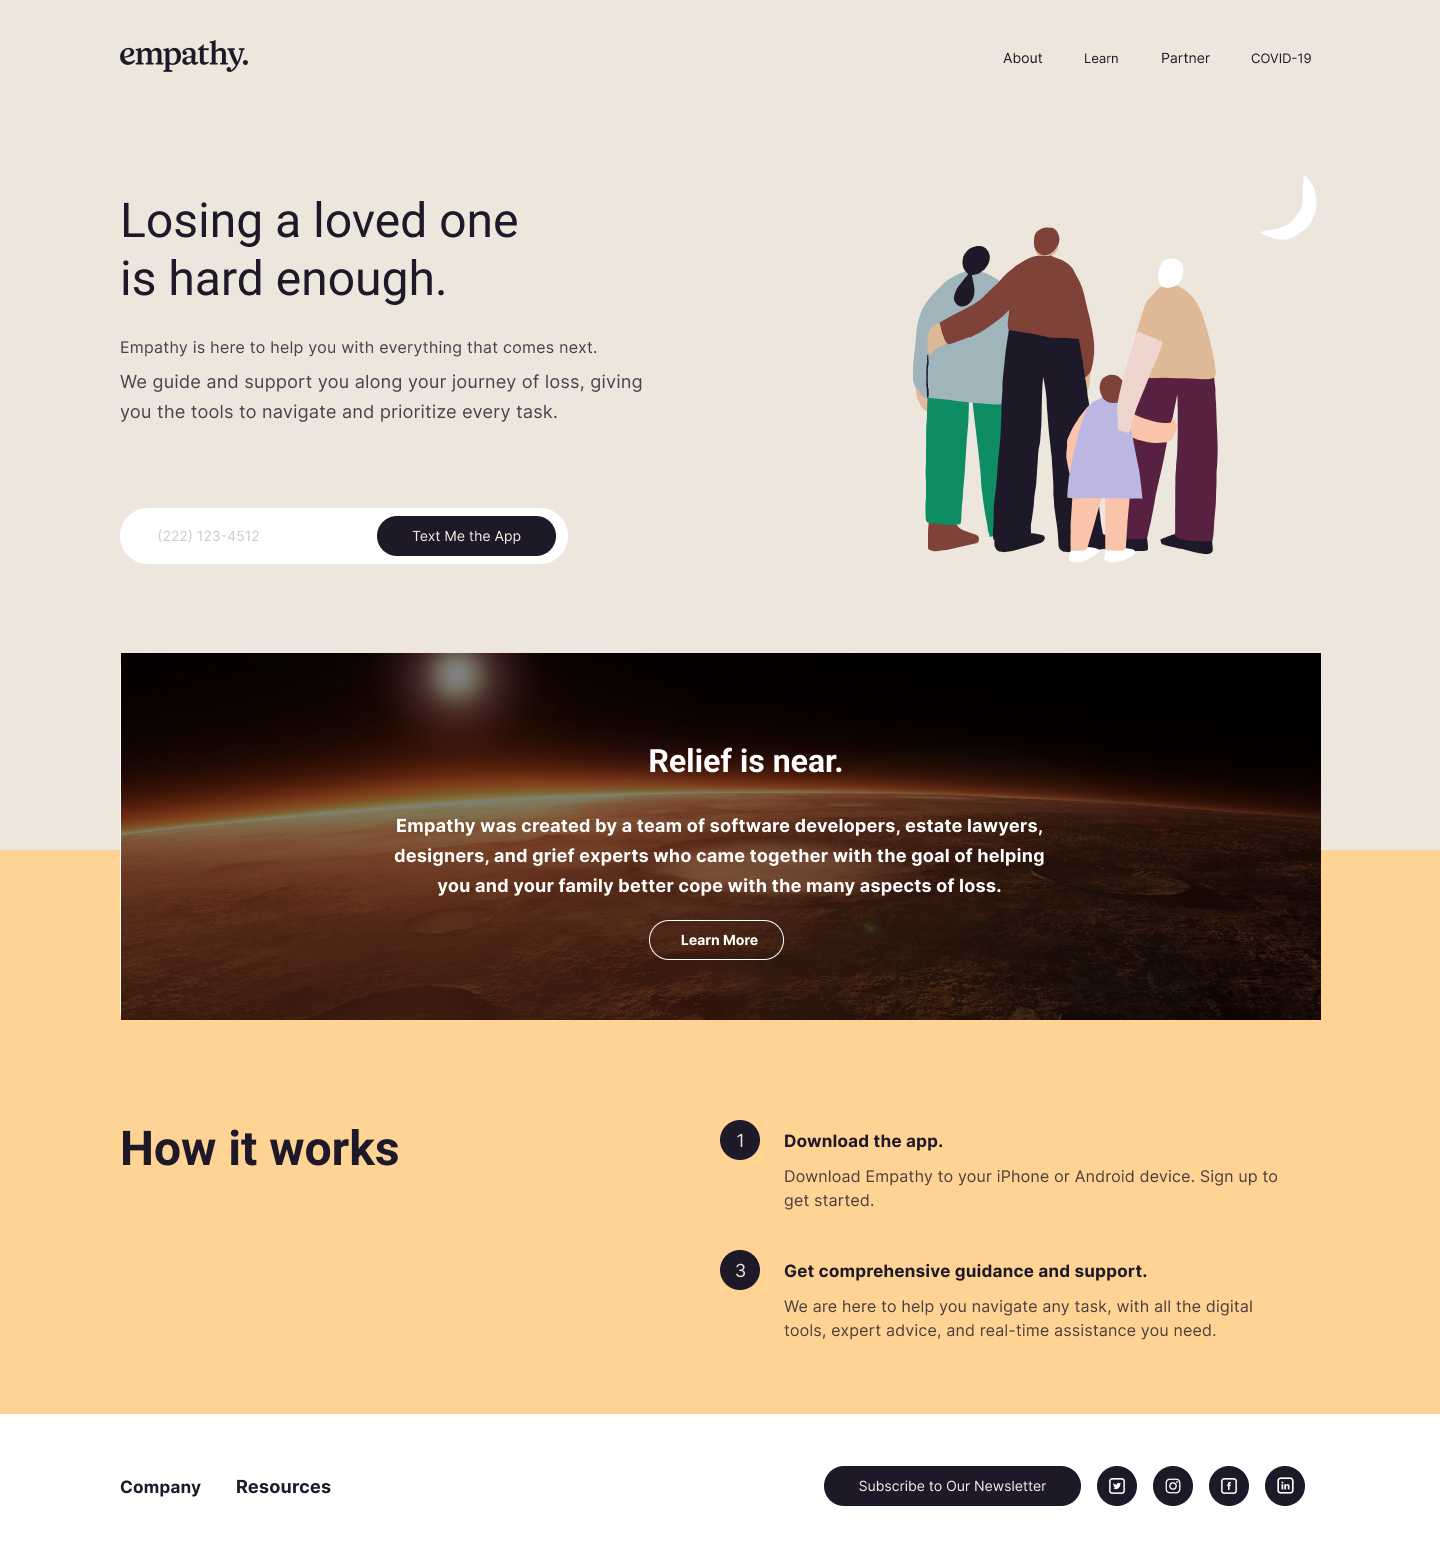 empathy.
About Learn Partner COVID-19
Losing a loved one
is hard enough.
Empathy is here to help you with everything that comes next.
We guide and support you along your journey of loss, giving
you the tools to navigate and prioritize every task.
(222) 123-4512 Text Me the App
Relief is near.
Empathy was created by a team of software developers, estate lawyers,
designers, and grief experts who came together with the goal of helping
you and your family better cope with the many aspects of loss.
Learn More
How it works
1 Download the app.
Download Empathy to your iPhone or Android device. Sign up to
get started.
3 Get comprehensive guidance and support.
We are here to help you navigate any task, with all the digital
tools, expert advice, and real-time assistance you need.
Company Resources Subscribe to Our Newsletter